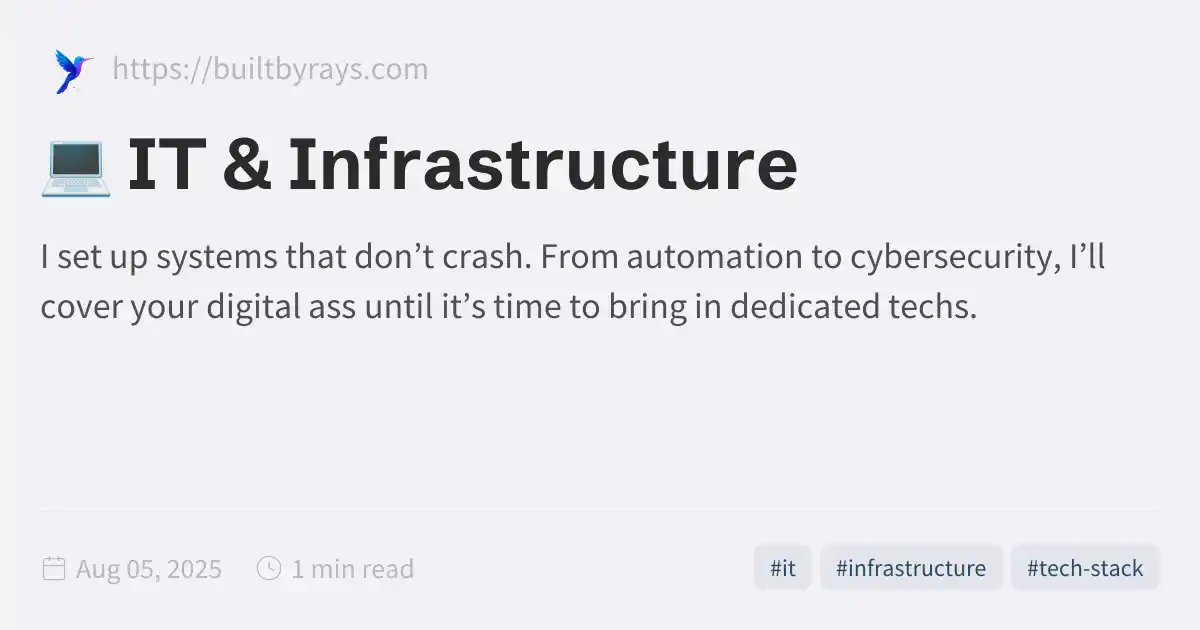 https://builtbyrays.com
💻 IT & Infrastructure
I set up systems that don’t crash. From automation to cybersecurity, I’ll
cover your digital ass until it’s time to bring in dedicated techs.
Aug 05, 2025 1 min read #it #infrastructure #tech-stack